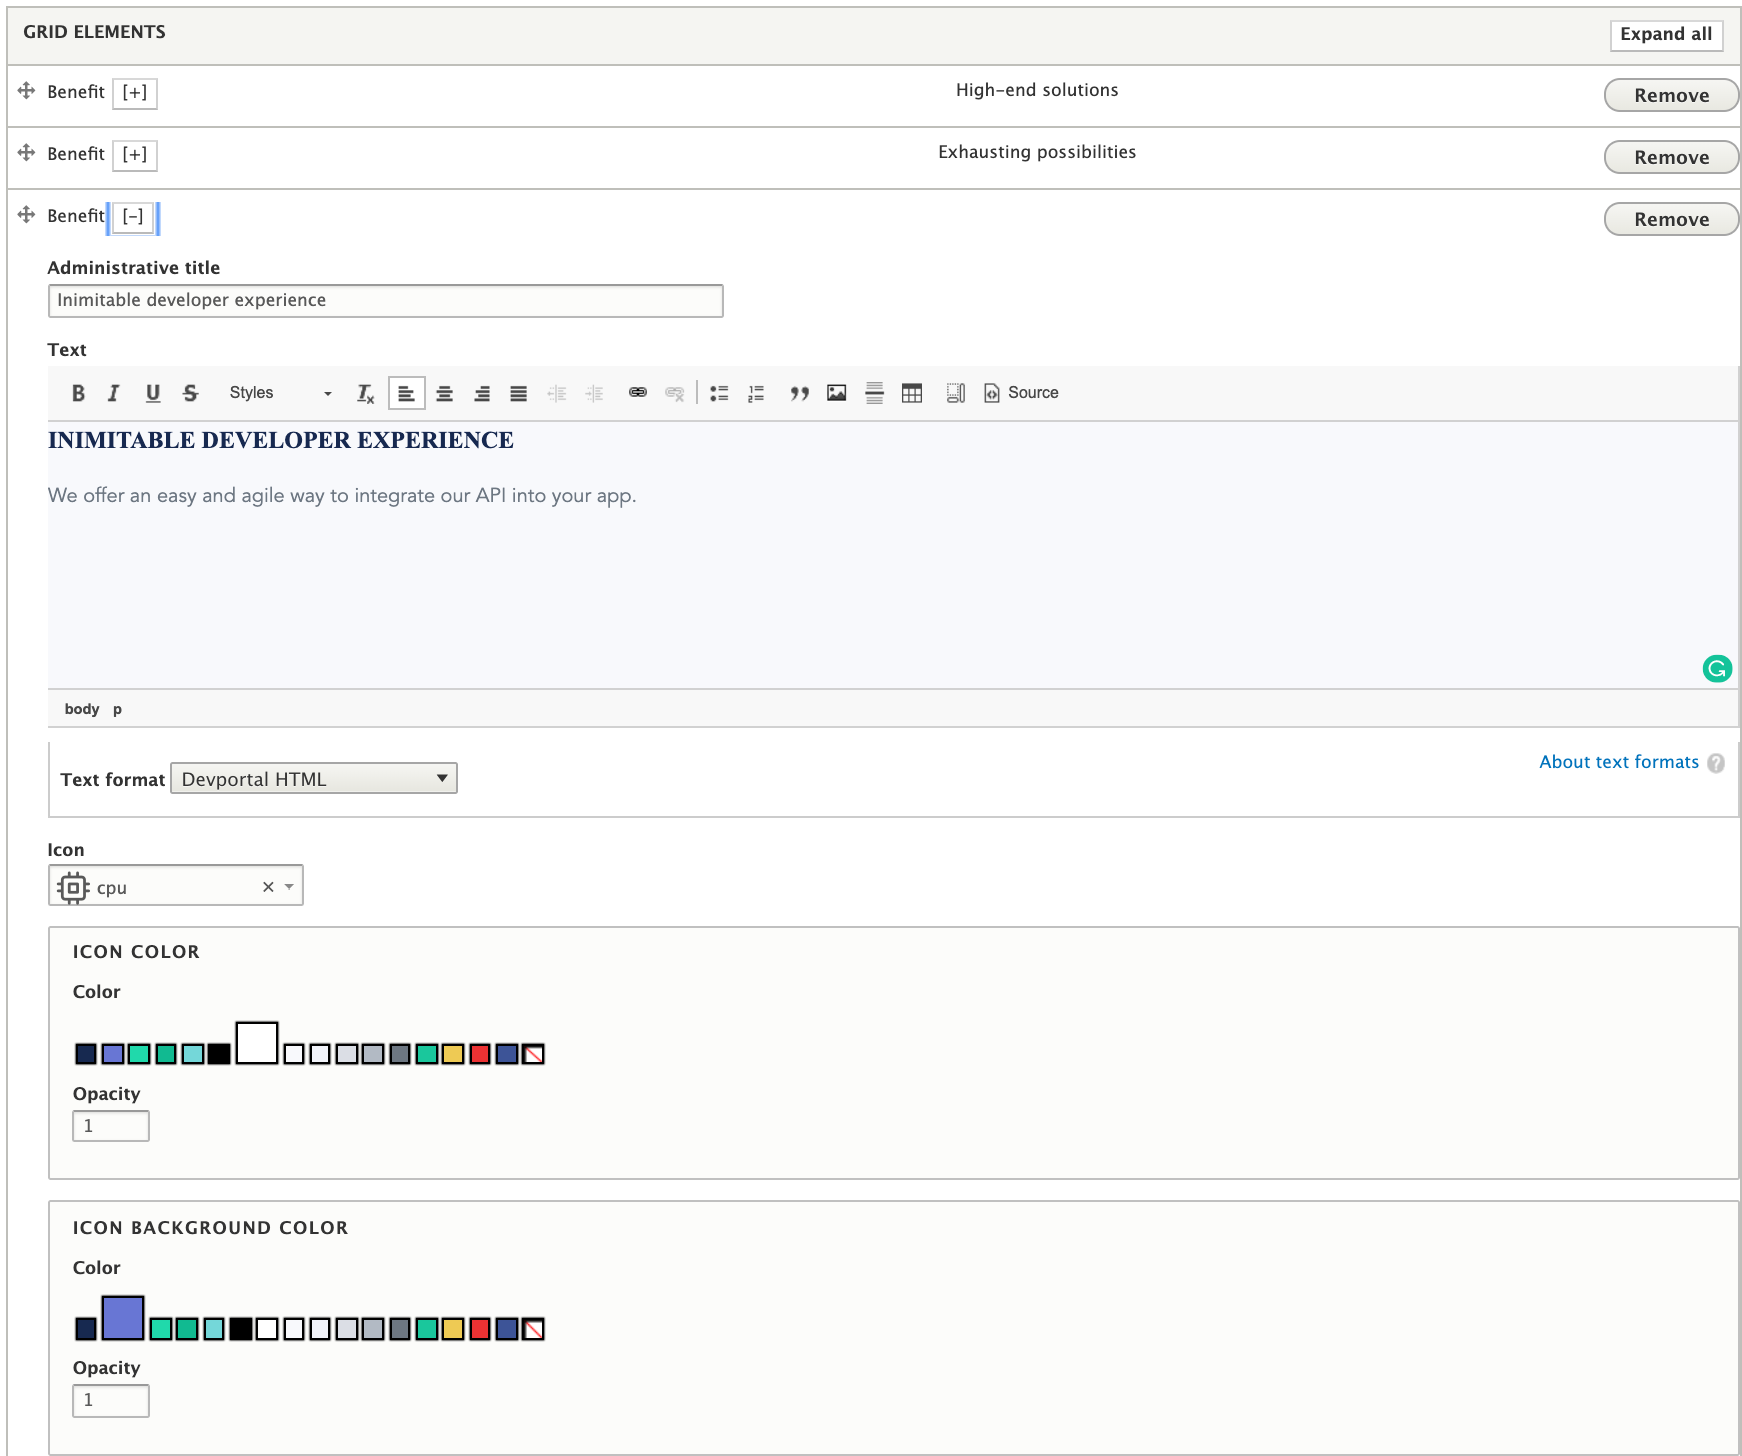 GRID ELEMENTS
Expand all
Benefit [+] High-end solutions Remove
Benefit [+] Exhausting possibilities Remove
Benefit [-] Remove
Administrative title
Inimitable developer experience
Text
B I U S Styles Ix Source
INIMITABLE DEVELOPER EXPERIENCE
We offer an easy and agile way to integrate our API into your app.
body p
About text formats ?
Text format Devportal HTML
Icon
cpu ×
ICON COLOR
Color
Opacity
1
ICON BACKGROUND COLOR
Color
Opacity
1